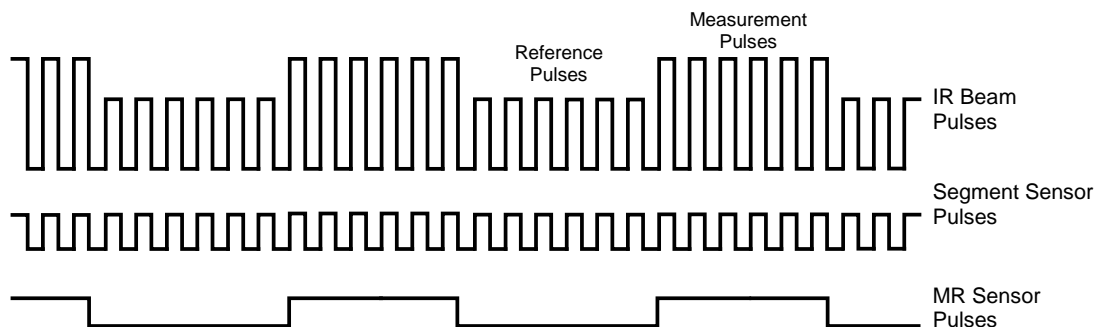 Measurement
Pulses
Reference
Pulses
IR Beam
Pulses
Segment Sensor
Pulses
MR Sensor
Pulses